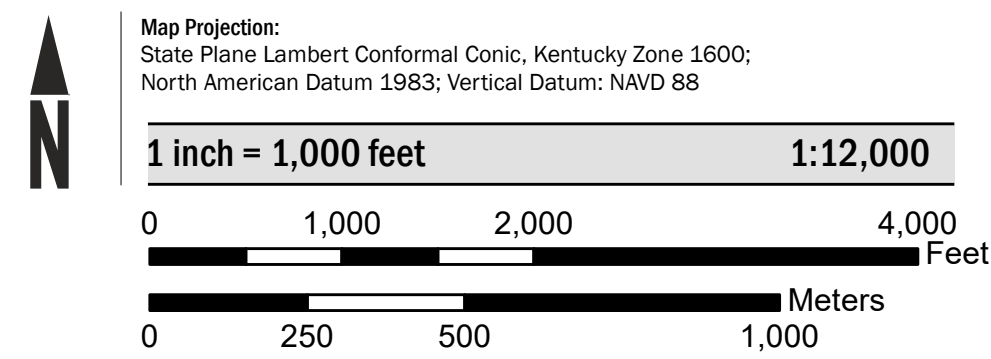 N
Map Projection:
State Plane Lambert Conformal Conic, Kentucky Zone 1600;
North American Datum 1983; Vertical Datum: NAVD 88
1 inch = 1,000 feet 1:12,000
0 1,000 2,000 4,000
Feet
Meters
0 250 500 1,000